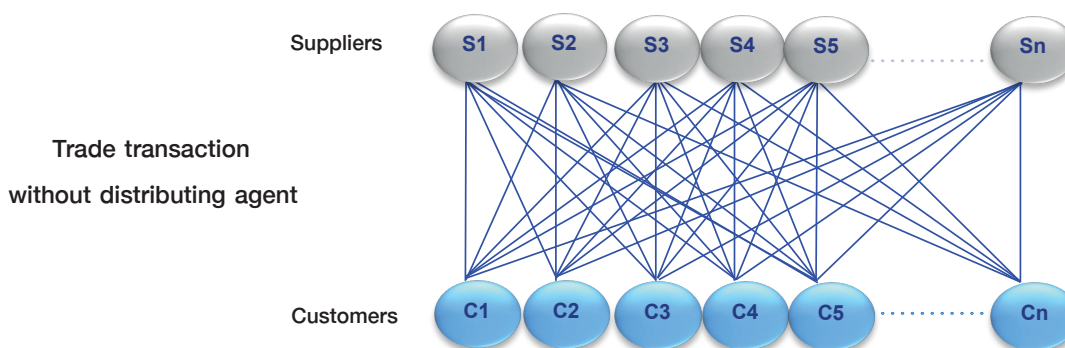 Suppliers S1 S2 S3 S4 S5 Sn
Trade transaction
without distributing agent
Customers C1 C2 C3 C4 C5 Cn